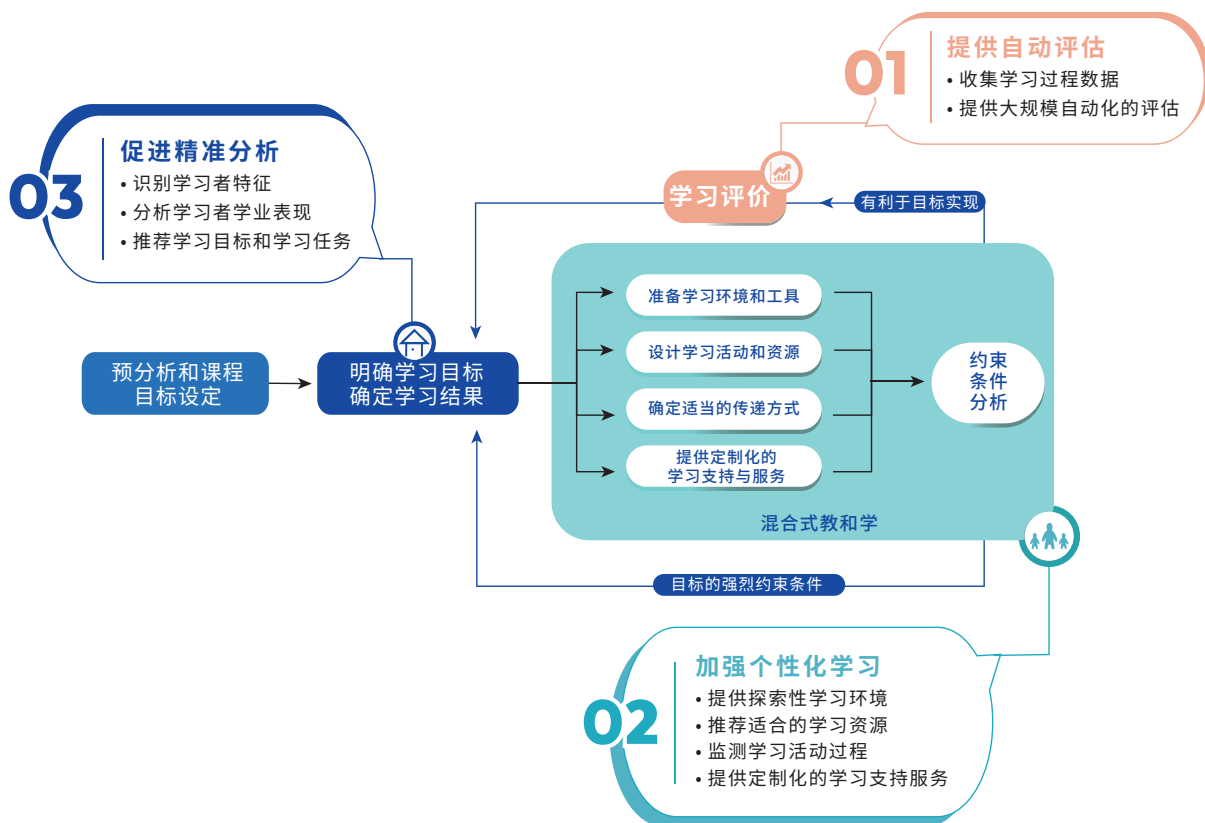 01
提供自动评估
• 收集学习过程数据
• 提供大规模自动化的评估
03
促进精准分析
• 识别学习者特征
• 分析学习者学业表现
• 推荐学习目标和学习任务
学习评价
有利于目标实现
预分析和课程
目标设定
明确学习目标
确定学习结果
准备学习环境和工具
设计学习活动和资源
确定适当的传递方式
提供定制化的
学习支持与服务
约束
条件
分析
混合式教和学
目标的强烈约束条件
02
加强个性化学习
• 提供探索性学习环境
• 推荐适合的学习资源
• 监测学习活动过程
• 提供定制化的学习支持服务